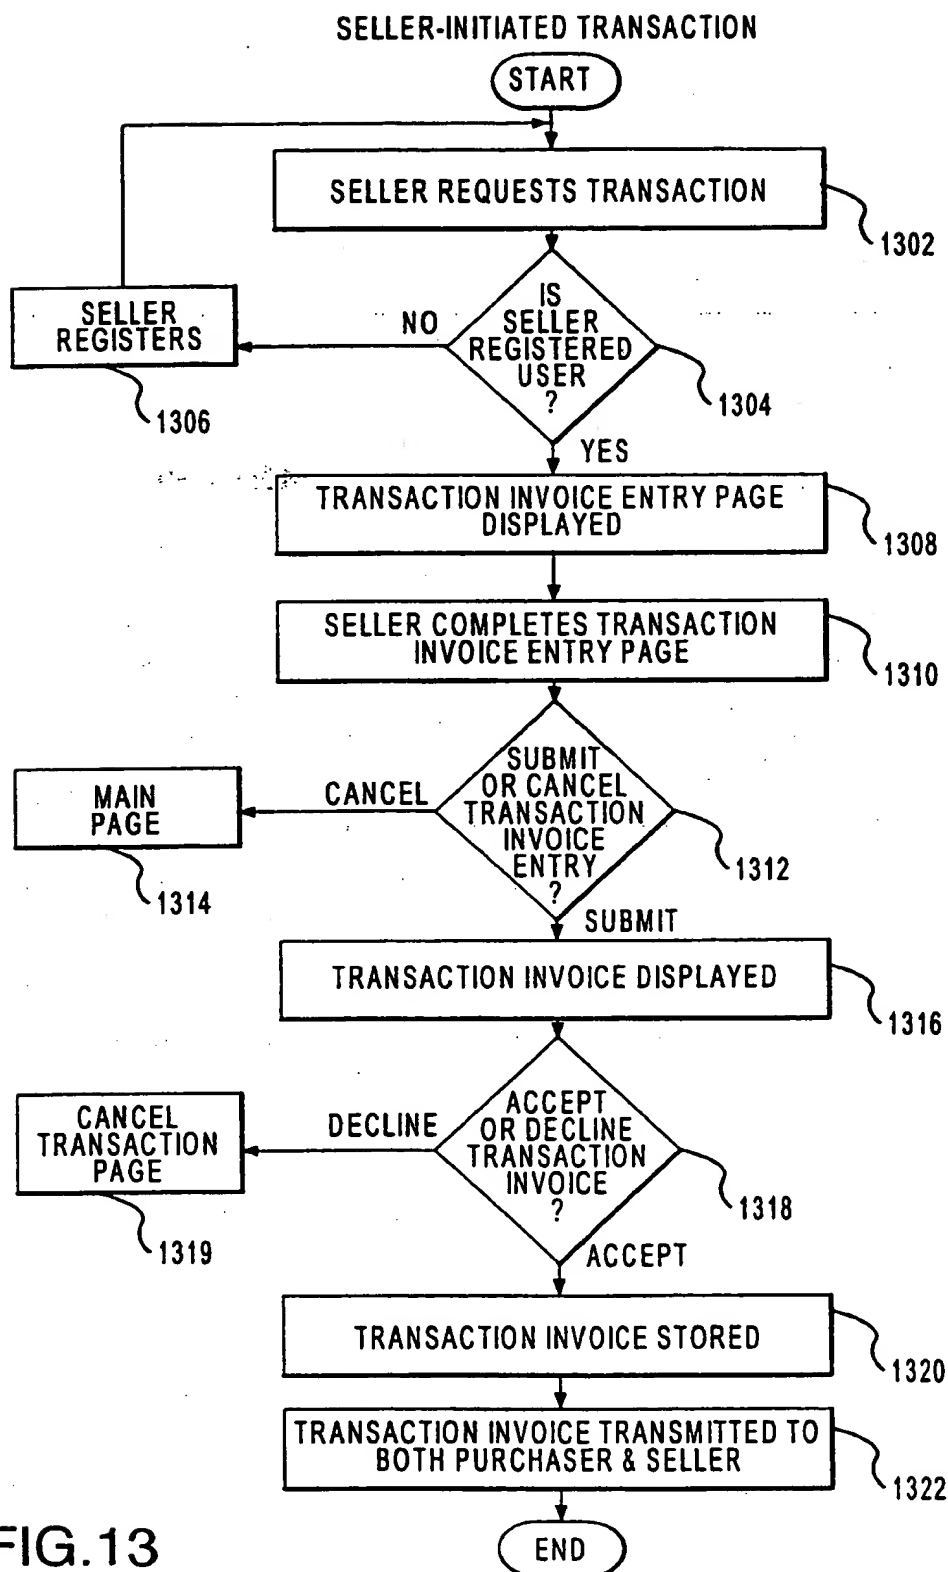 SELLER-INITIATED TRANSACTION
START
SELLER REQUESTS TRANSACTION
1302
IS
SELLER
REGISTERED
USER
?
1304
NO
SELLER
REGISTERS
1306
YES
TRANSACTION INVOICE ENTRY PAGE
DISPLAYED
1308
SELLER COMPLETES TRANSACTION
INVOICE ENTRY PAGE
1310
SUBMIT
OR CANCEL
TRANSACTION
INVOICE
ENTRY
?
1312
CANCEL
MAIN
PAGE
1314
SUBMIT
TRANSACTION INVOICE DISPLAYED
1316
ACCEPT
OR DECLINE
TRANSACTION
INVOICE
?
1318
DECLINE
CANCEL
TRANSACTION
PAGE
1319
ACCEPT
TRANSACTION INVOICE STORED
1320
TRANSACTION INVOICE TRANSMITTED TO
BOTH PURCHASER & SELLER
1322
END
FIG.13